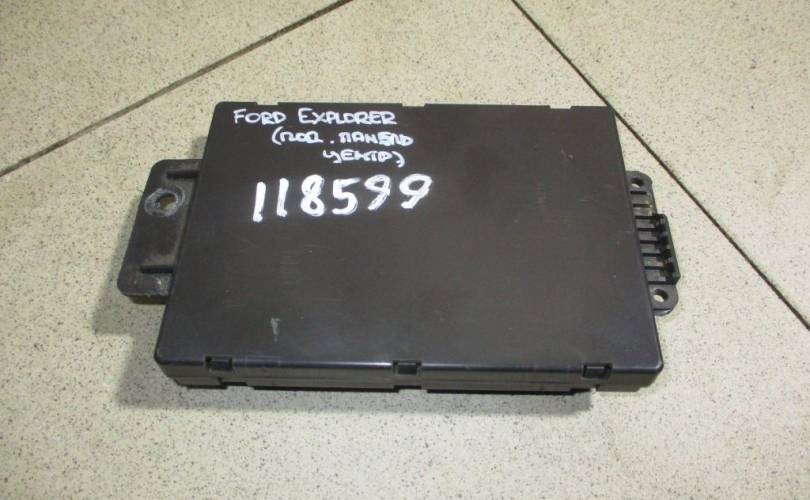 FORD EXPLORER
(под. панель
центр)
118599